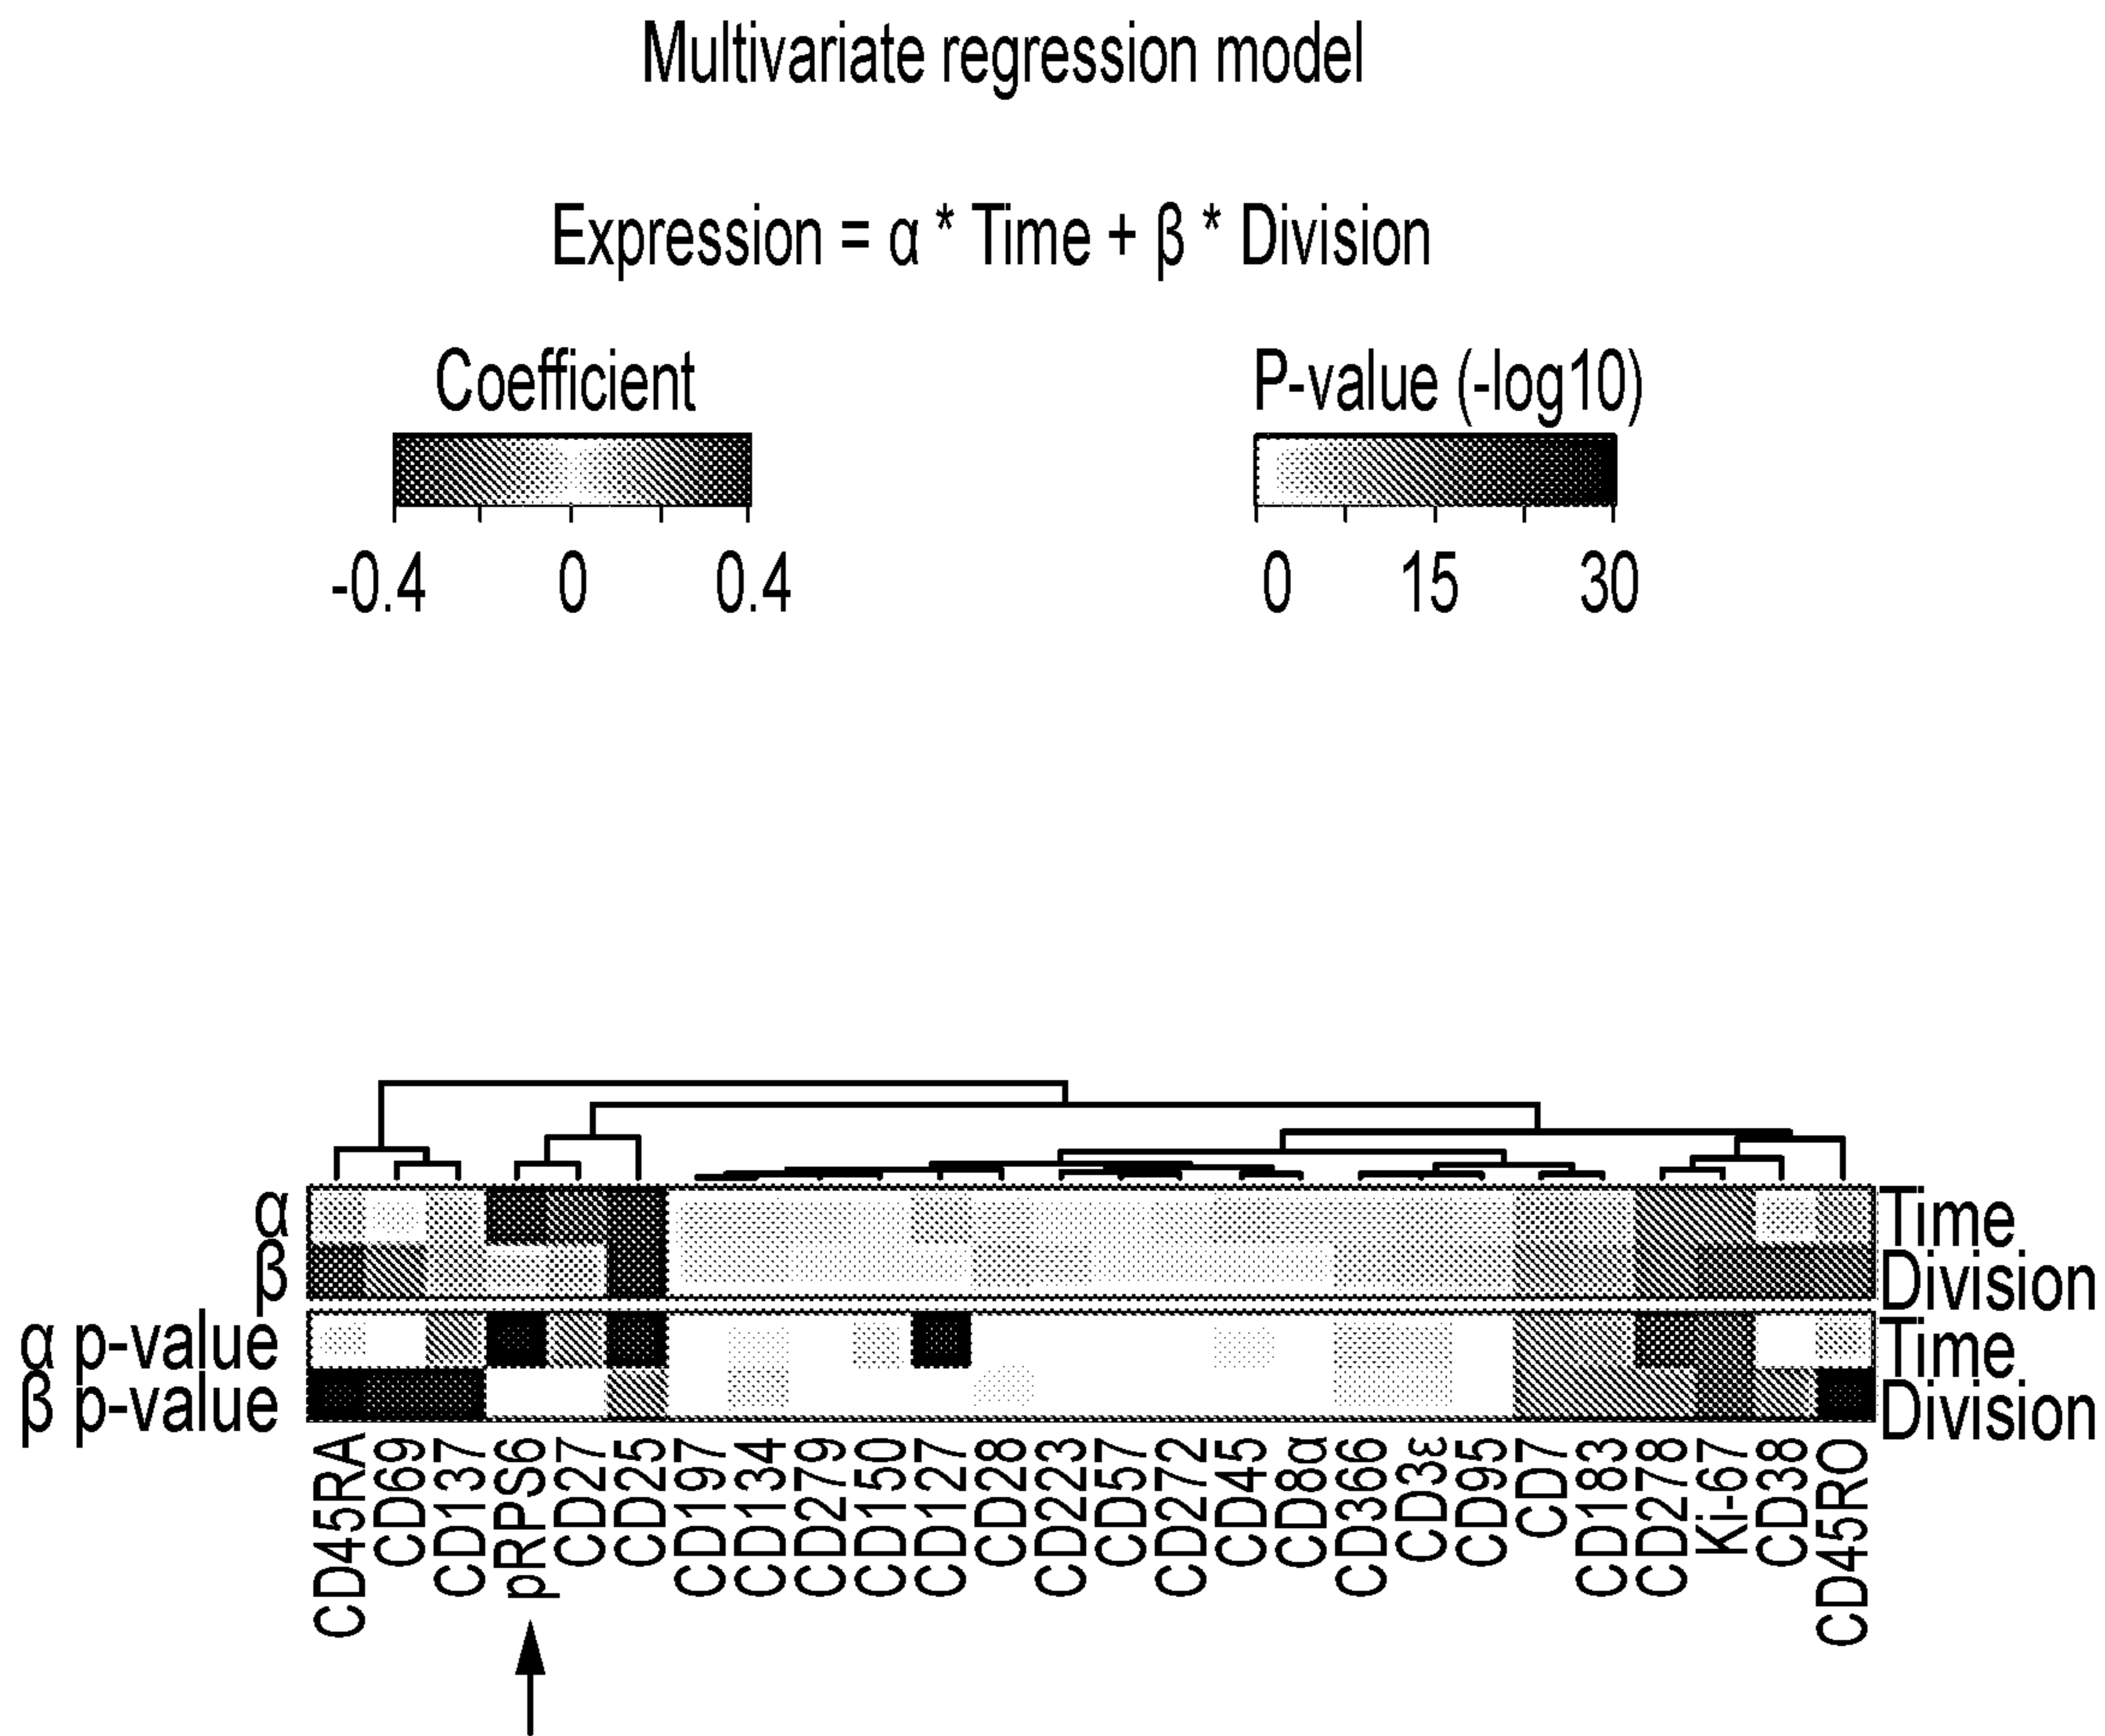 Multivariate regression model
Expression = α * Time + β * Division
Coefficient
-0.4 0 0.4
P-value (-log10)
0 15 30
α Time
β Division
α p-value Time
β p-value Division
CD45RA
CD69
CD137
pRPS6
CD27
CD25
CD197
CD134
CD279
CD150
CD127
CD28
CD223
CD57
CD272
CD45
CD8α
CD366
CD3ε
CD95
CD7
CD183
CD278
Ki-67
CD38
CD45RO